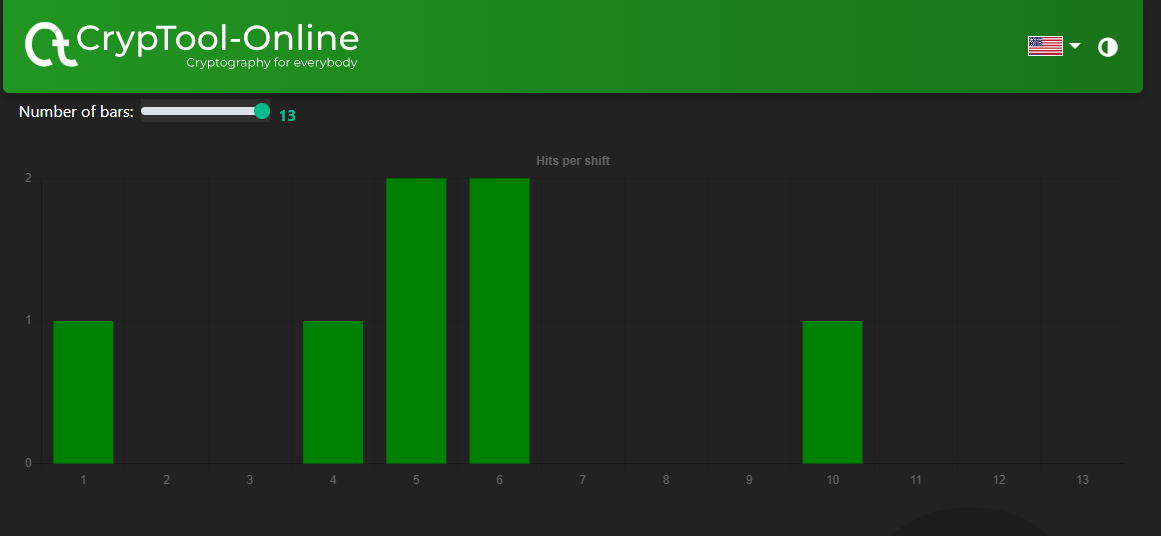 CrypTool-Online
Cryptography for everybody
Number of bars: 13
Hits per shift
2
1
0
1 2 3 4 5 6 7 8 9 10 11 12 13